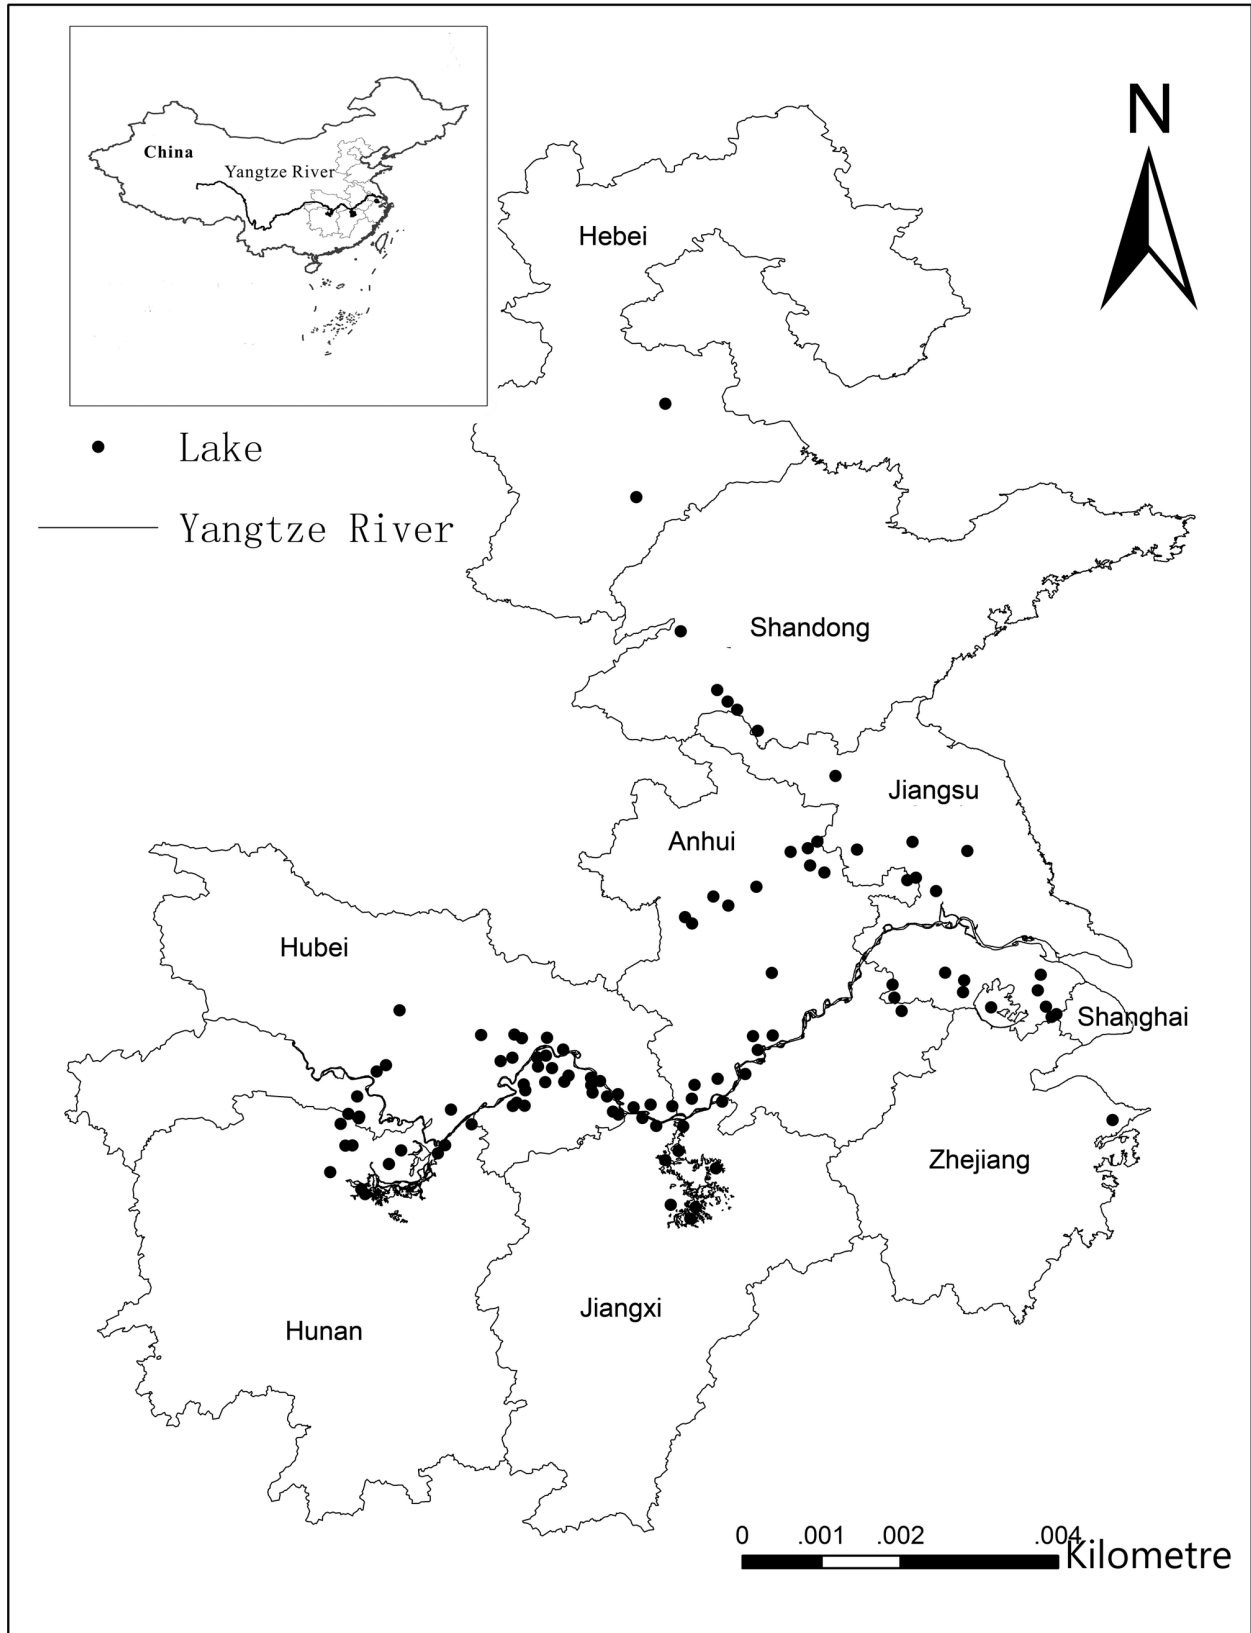 N
China
Yangtze River
Hebei
Lake
Yangtze River
Shandong
Jiangsu
Anhui
Hubei
Shanghai
Zhejiang
Jiangxi
Hunan
0 .001 .002 .004
Kilometre